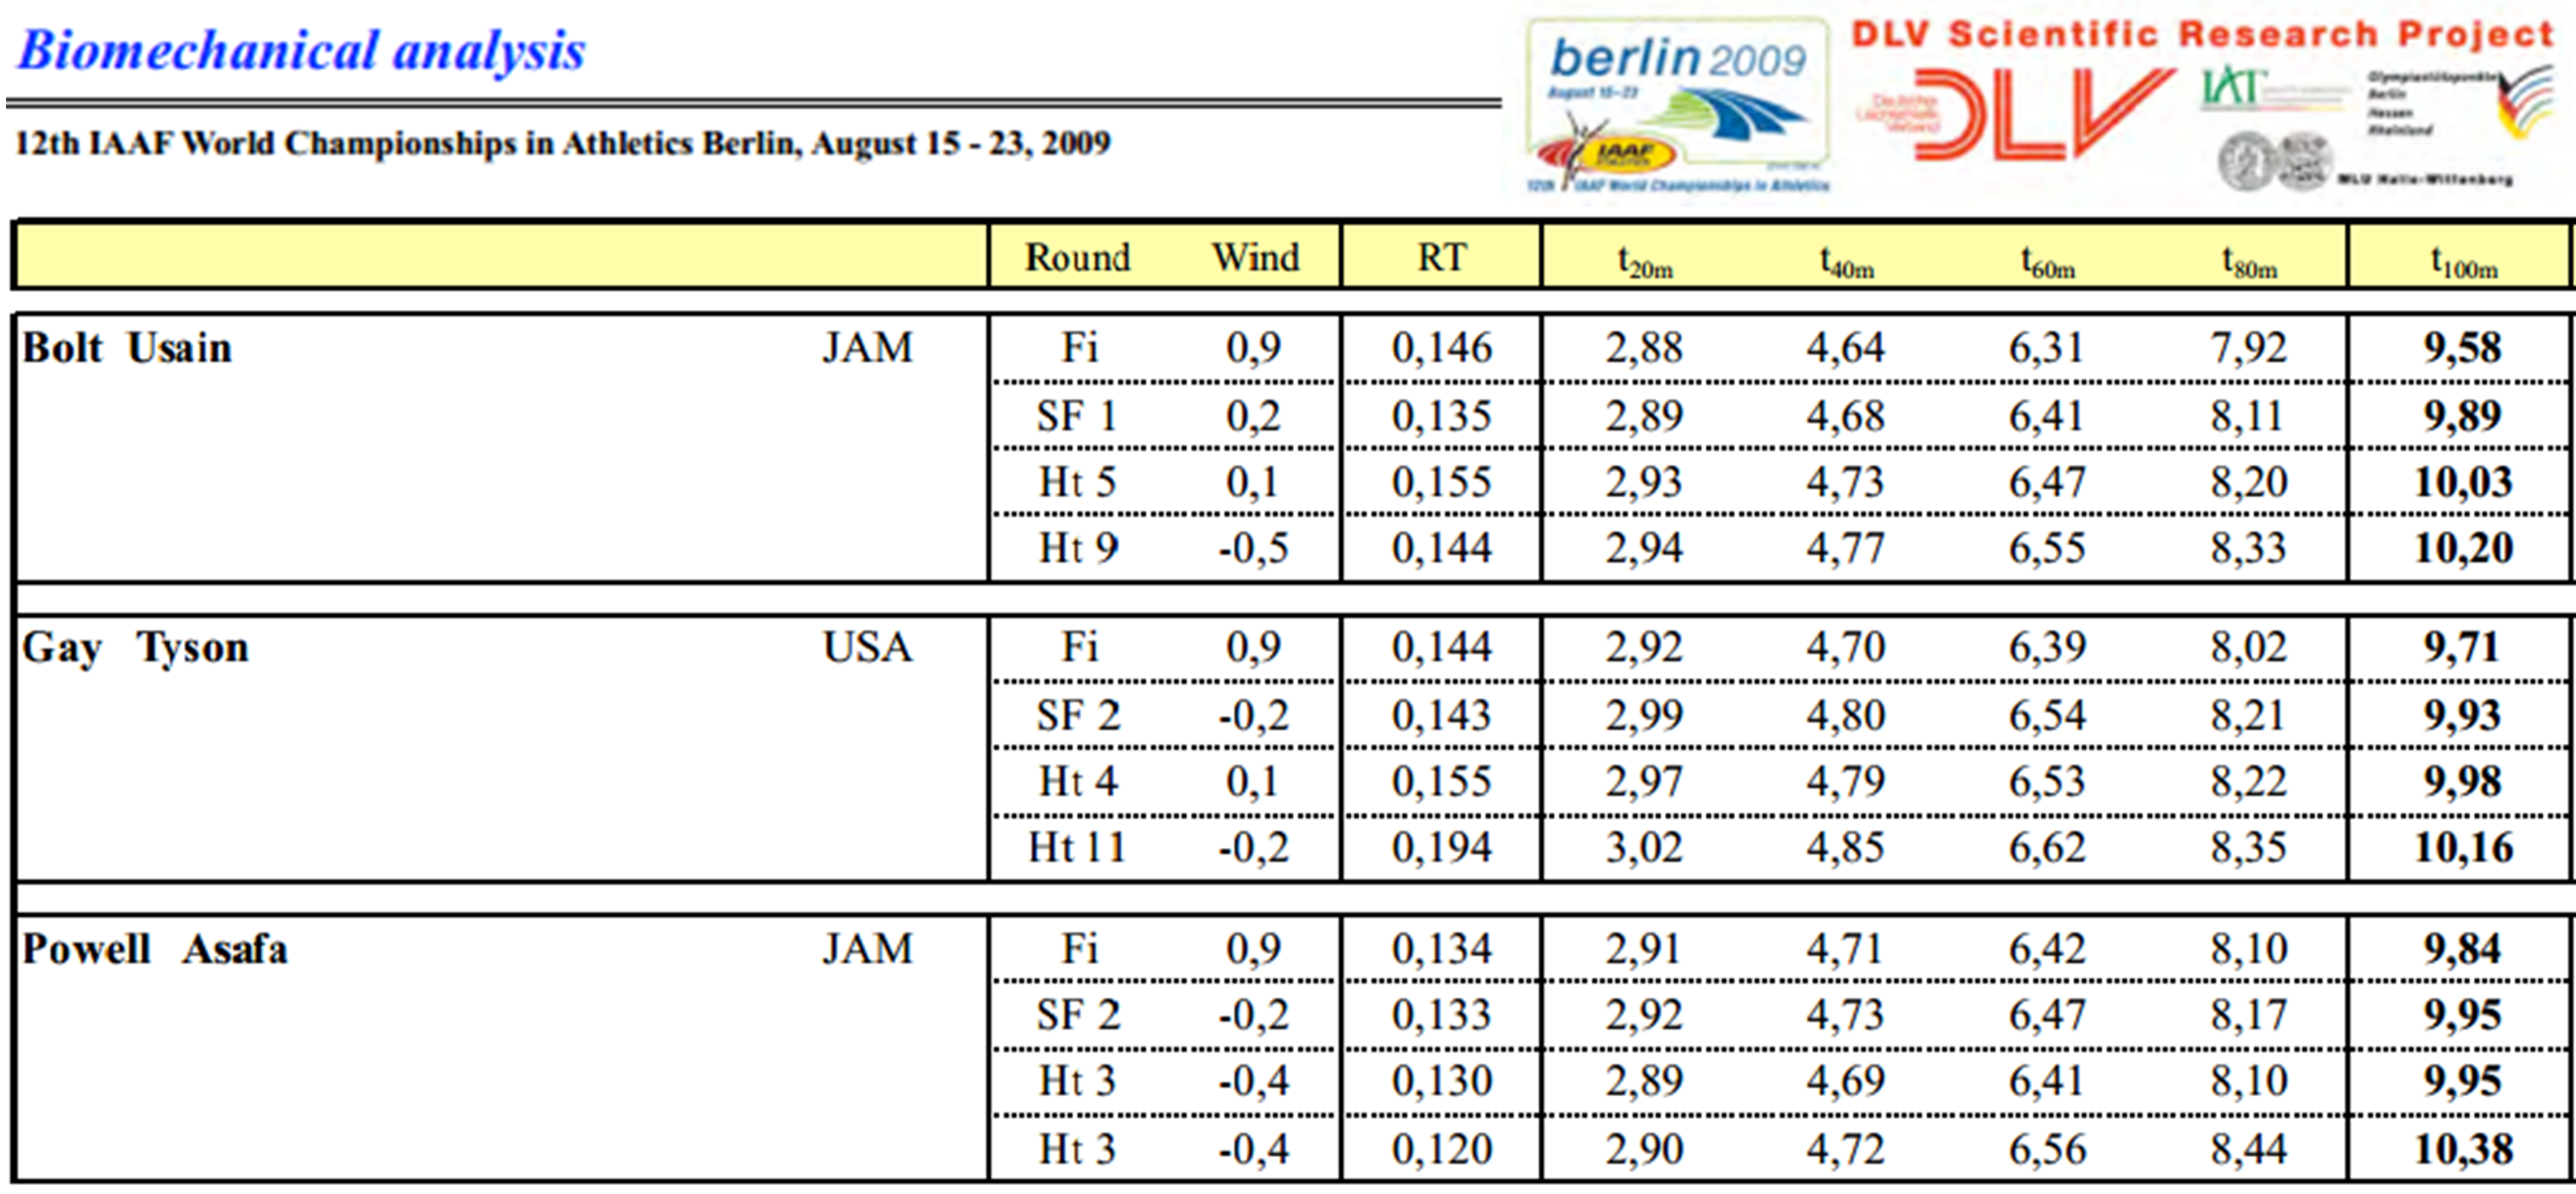 Biomechanical analysis
12th IAAF World Championships in Athletics Berlin, August 15 - 23, 2009
berlin 2009
August 15-23
IAAF
12th IAAF World Championships in Athletics
DLV Scientific Research Project
Deutscher
Leichtathletik
Verband
DLV
IAT
Olympiastützpunkte
Berlin
Hessen
Rheinland
MLU Halle-Wittenberg
Round Wind RT t20m t40m t60m t80m t100m
Bolt Usain JAM Fi 0,9 0,146 2,88 4,64 6,31 7,92 9,58
SF 1 0,2 0,135 2,89 4,68 6,41 8,11 9,89
Ht 5 0,1 0,155 2,93 4,73 6,47 8,20 10,03
Ht 9 -0,5 0,144 2,94 4,77 6,55 8,33 10,20
Gay Tyson USA Fi 0,9 0,144 2,92 4,70 6,39 8,02 9,71
SF 2 -0,2 0,143 2,99 4,80 6,54 8,21 9,93
Ht 4 0,1 0,155 2,97 4,79 6,53 8,22 9,98
Ht 11 -0,2 0,194 3,02 4,85 6,62 8,35 10,16
Powell Asafa JAM Fi 0,9 0,134 2,91 4,71 6,42 8,10 9,84
SF 2 -0,2 0,133 2,92 4,73 6,47 8,17 9,95
Ht 3 -0,4 0,130 2,89 4,69 6,41 8,10 9,95
Ht 3 -0,4 0,120 2,90 4,72 6,56 8,44 10,38